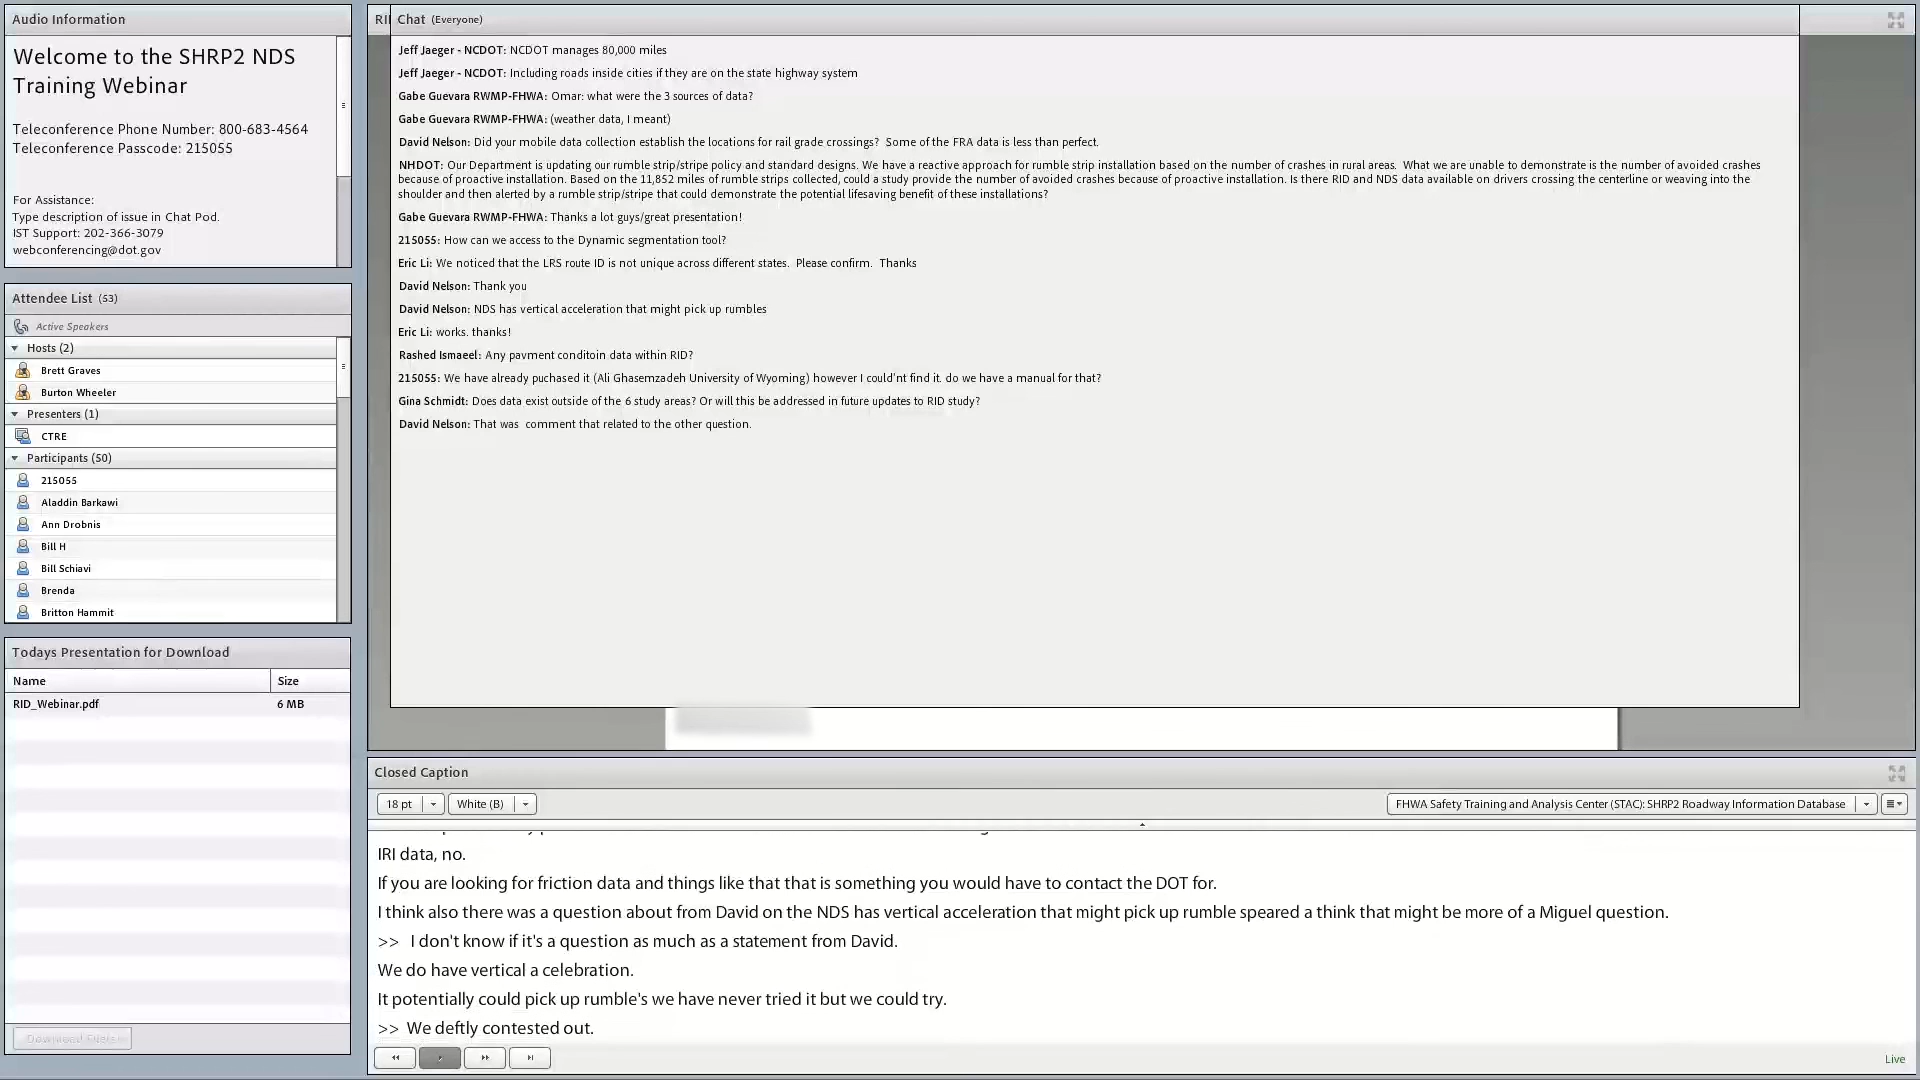 Audio Information
Welcome to the SHRP2 NDS
Training Webinar
Teleconference Phone Number: 800-683-4564
Teleconference Passcode: 215055
For Assistance:
Type description of issue in Chat Pod.
IST Support: 202-366-3079
webconferencing@dot.gov
Attendee List (53)
Active Speakers
Hosts (2)
Brett Graves
Burton Wheeler
Presenters (1)
CTRE
Participants (50)
215055
Aladdin Barkawi
Ann Drobnis
Bill H
Bill Schiavi
Brenda
Britton Hammit
Todays Presentation for Download
Name Size
RID_Webinar.pdf 6 MB
Download File(s)
Chat (Everyone)
Jeff Jaeger - NCDOT: NCDOT manages 80,000 miles
Jeff Jaeger - NCDOT: Including roads inside cities if they are on the state highway system
Gabe Guevara RWMP-FHWA: Omar: what were the 3 sources of data?
Gabe Guevara RWMP-FHWA: (weather data, I meant)
David Nelson: Did your mobile data collection establish the locations for rail grade crossings?  Some of the FRA data is less than perfect.
NHDOT: Our Department is updating our rumble strip/stripe policy and standard designs. We have a reactive approach for rumble strip installation based on the number of crashes in rural areas.  What we are unable to demonstrate is the number of avoided crashes
because of proactive installation. Based on the 11,852 miles of rumble strips collected, could a study provide the number of avoided crashes because of proactive installation. Is there RID and NDS data available on drivers crossing the centerline or weaving into the
shoulder and then alerted by a rumble strip/stripe that could demonstrate the potential lifesaving benefit of these installations?
Gabe Guevara RWMP-FHWA: Thanks a lot guys/great presentation!
215055: How can we access to the Dynamic segmentation tool?
Eric Li: We noticed that the LRS route ID is not unique across different states.  Please confirm.  Thanks
David Nelson: Thank you
David Nelson: NDS has vertical acceleration that might pick up rumbles
Eric Li: works. thanks!
Rashed Ismaeel: Any pavment conditoin data within RID?
215055: We have already puchased it (Ali Ghasemzadeh University of Wyoming) however I could'nt find it. do we have a manual for that?
Gina Schmidt: Does data exist outside of the 6 study areas? Or will this be addressed in future updates to RID study?
David Nelson: That was  comment that related to the other question.
Closed Caption
18 pt White (B) FHWA Safety Training and Analysis Center (STAC): SHRP2 Roadway Information Database
IRI data, no.
If you are looking for friction data and things like that that is something you would have to contact the DOT for.
I think also there was a question about from David on the NDS has vertical acceleration that might pick up rumble speared a think that might be more of a Miguel question.
>> I don't know if it's a question as much as a statement from David.
We do have vertical a celebration.
It potentially could pick up rumble's we have never tried it but we could try.
>> We deftly contested out.
Live